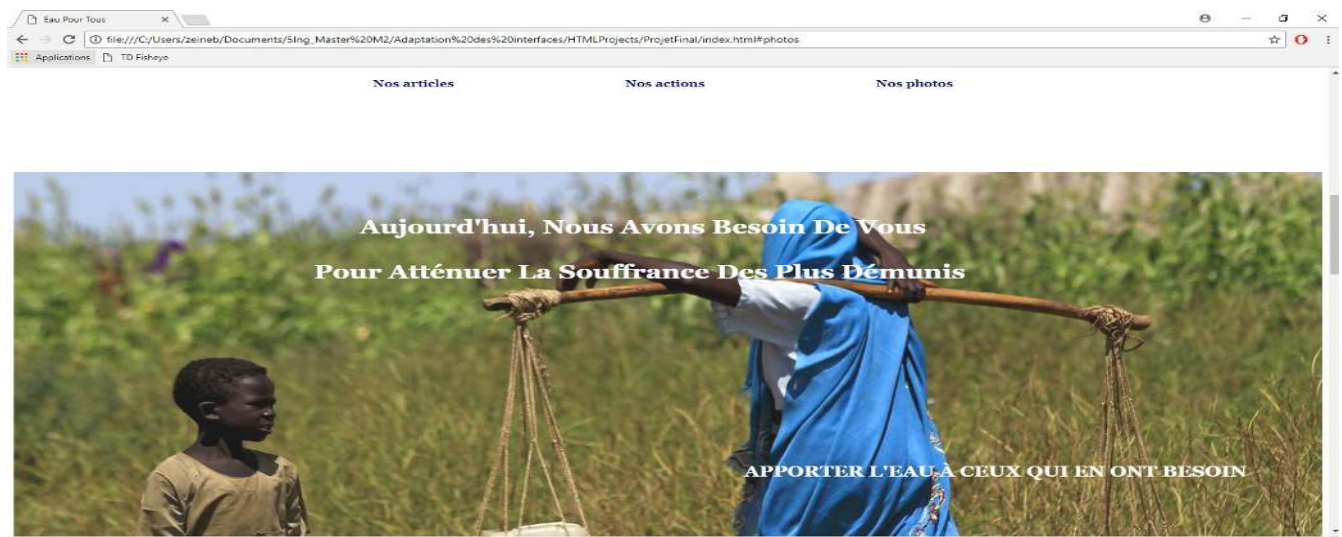 Eau Pour Tous
file:///C:/Users/zeineb/Documents/5Ing_Master%20M2/Adaptation%20des%20interfaces/HTMLProjects/ProjetFinal/index.html#photos
Applications TD Fisheye
Nos articles Nos actions Nos photos
Aujourd'hui, Nous Avons Besoin De Vous
Pour Atténuer La Souffrance Des Plus Démunis
APPORTER L'EAU À CEUX QUI EN ONT BESOIN